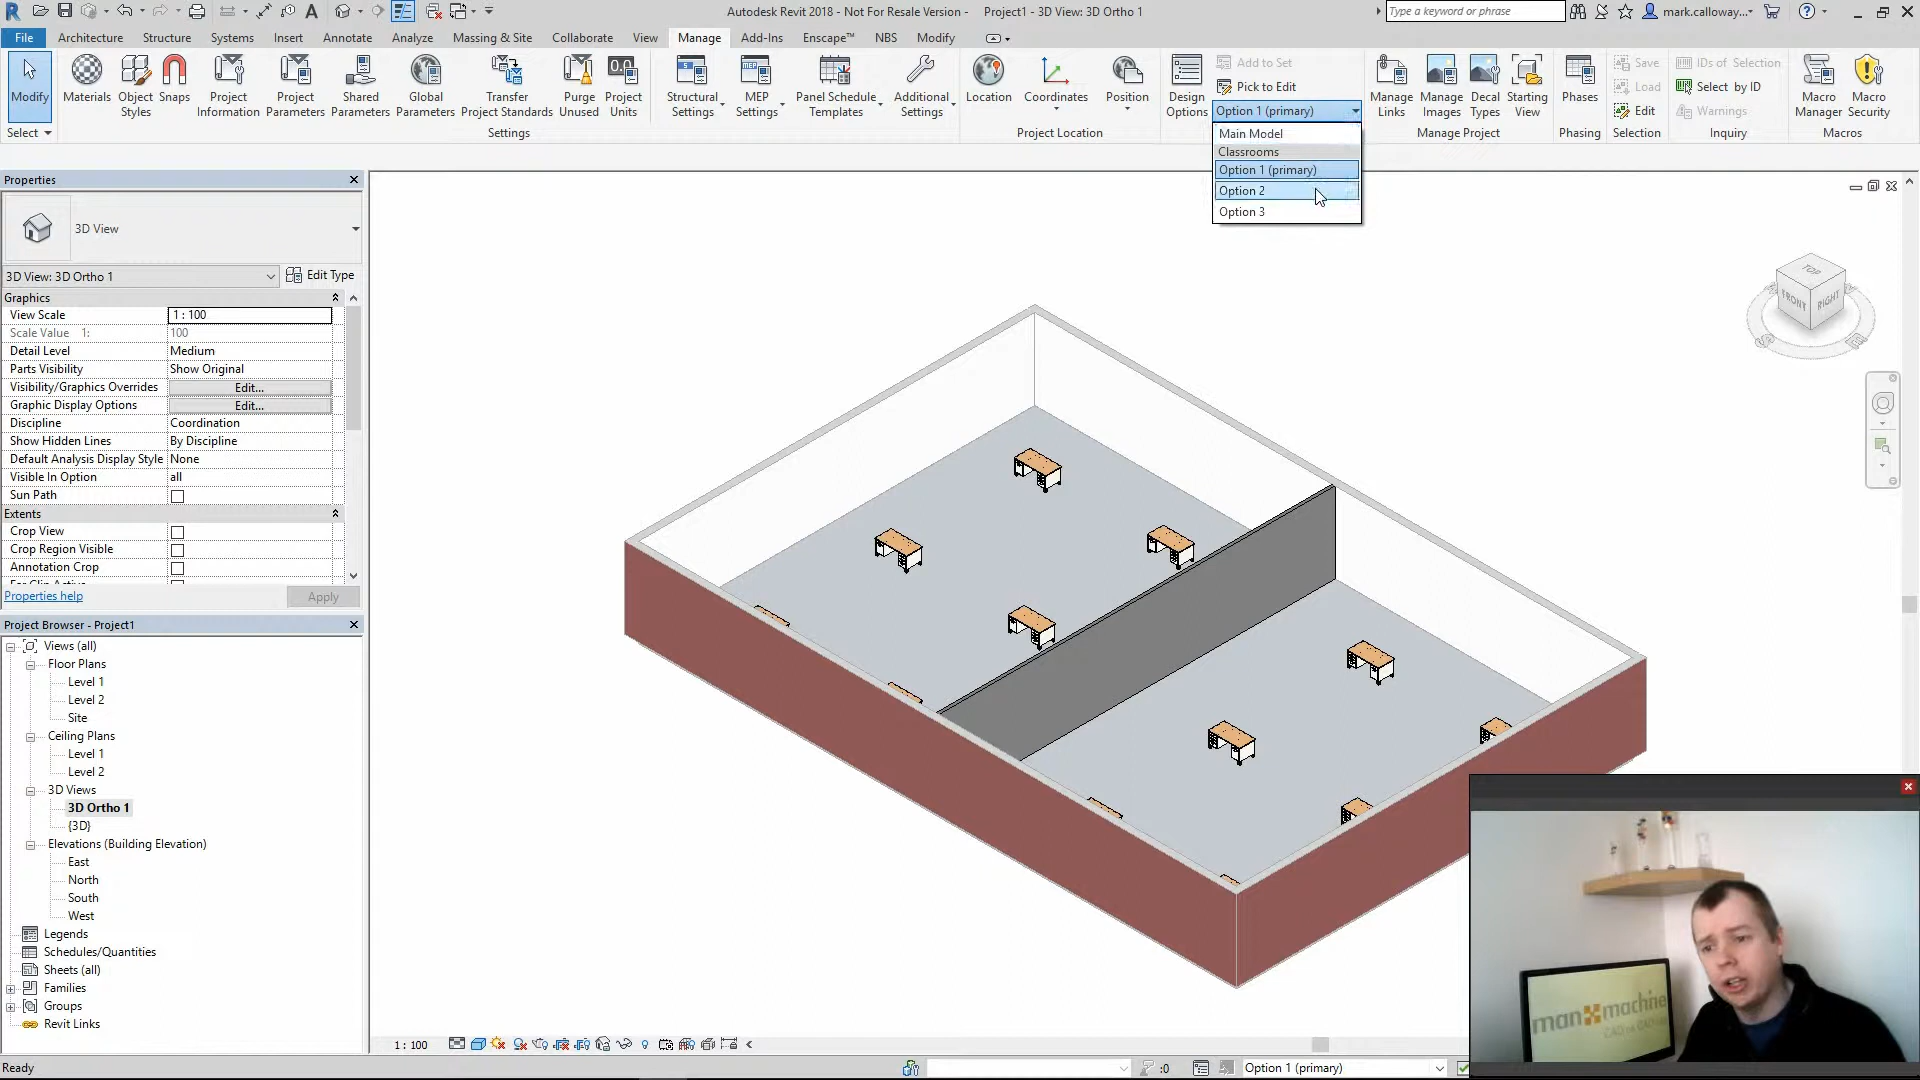 Autodesk Revit 2018 - Not For Resale Version - Project1 - 3D View: 3D Ortho 1
Type a keyword or phrase
mark.calloway...
File Architecture Structure Systems Insert Annotate Analyze Massing & Site Collaborate View Manage Add-Ins Enscape™ NBS Modify
Modify
Materials
Object Styles
Snaps
Project Information
Project Parameters
Shared Parameters
Global Parameters
Transfer Project Standards
Purge Unused
Project Units
Structural Settings
MEP Settings
Panel Schedule Templates
Additional Settings
Location
Coordinates
Position
Design Options
Add to Set
Pick to Edit
Option 1 (primary)
Manage Links
Manage Images
Decal Types
Starting View
Phases
Save
Load
Edit
IDs of Selection
Select by ID
Warnings
Macro Manager
Macro Security
Select
Settings
Project Location
Manage Project
Phasing
Selection
Inquiry
Macros
Main Model
Classrooms
Option 1 (primary)
Option 2
Option 3
Properties
3D View
3D View: 3D Ortho 1
Edit Type
Graphics
View Scale 1 : 100
Scale Value 1: 100
Detail Level Medium
Parts Visibility Show Original
Visibility/Graphics Overrides Edit...
Graphic Display Options Edit...
Discipline Coordination
Show Hidden Lines By Discipline
Default Analysis Display Style None
Visible In Option all
Sun Path
Extents
Crop View
Crop Region Visible
Annotation Crop
Properties help
Apply
Project Browser - Project1
Views (all)
Floor Plans
Level 1
Level 2
Site
Ceiling Plans
Level 1
Level 2
3D Views
3D Ortho 1
{3D}
Elevations (Building Elevation)
East
North
South
West
Legends
Schedules/Quantities
Sheets (all)
Families
Groups
Revit Links
TOP
FRONT
RIGHT
man machine
1 : 100
Ready
:0
Option 1 (primary)